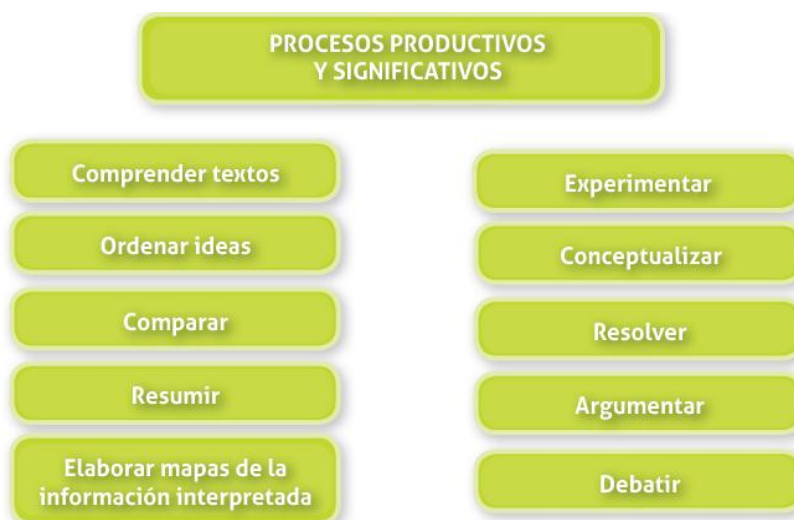 PROCESOS PRODUCTIVOS
Y SIGNIFICATIVOS
Comprender textos
Ordenar ideas
Comparar
Resumir
Elaborar mapas de la
información interpretada
Experimentar
Conceptualizar
Resolver
Argumentar
Debatir